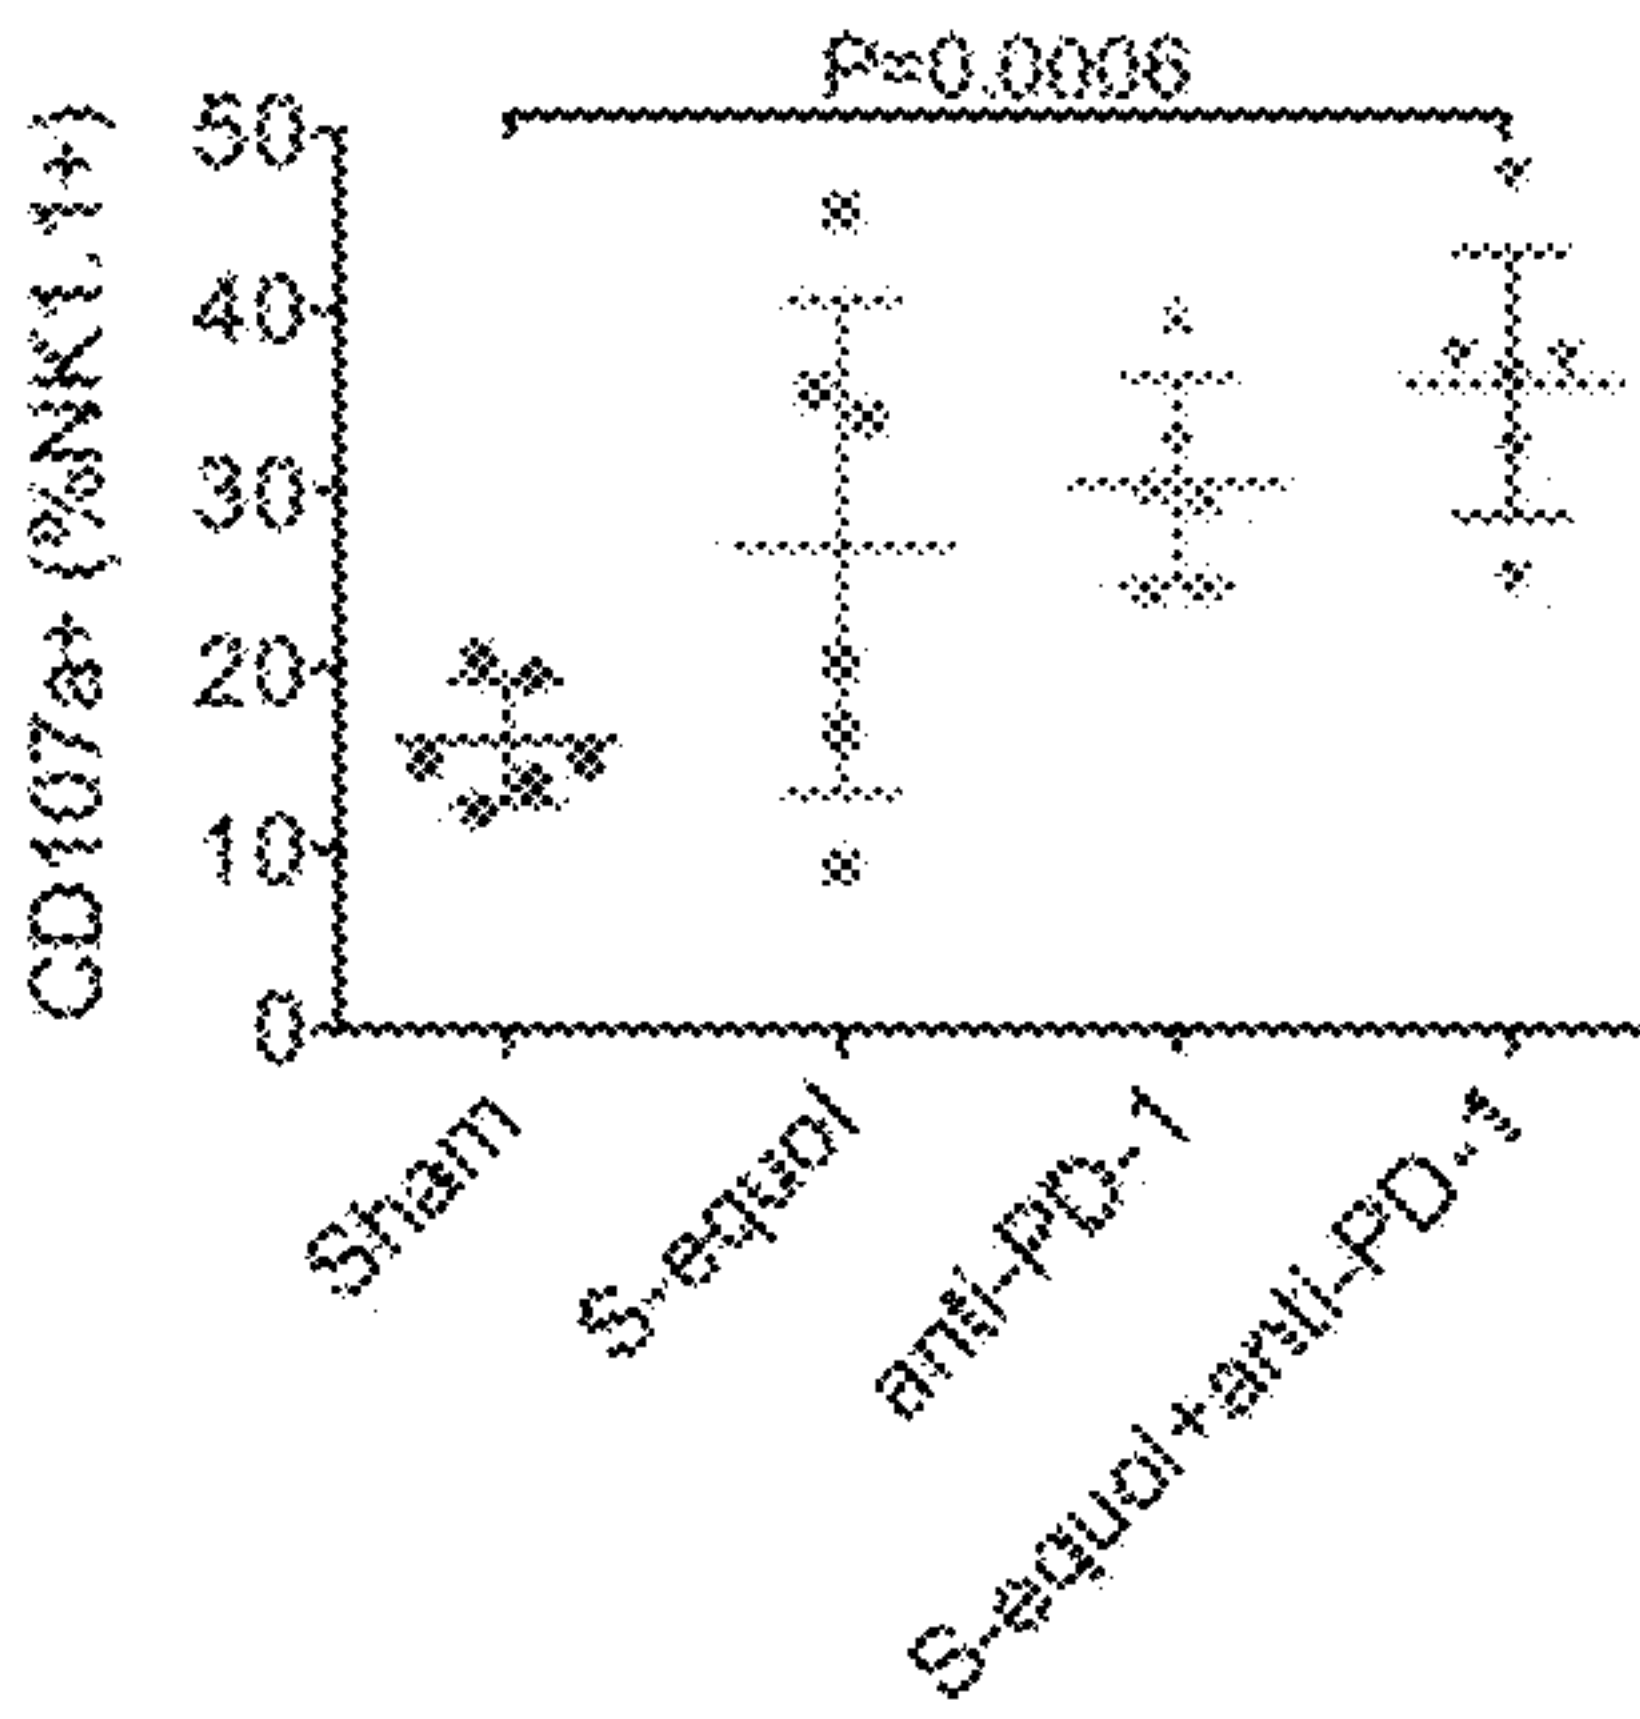 P=0.0006
CD107a+ (%NK1.1+)
50
40
30
20
10
0
Sham
S-equol
anti-PD-1
S-equol+anti-PD-1